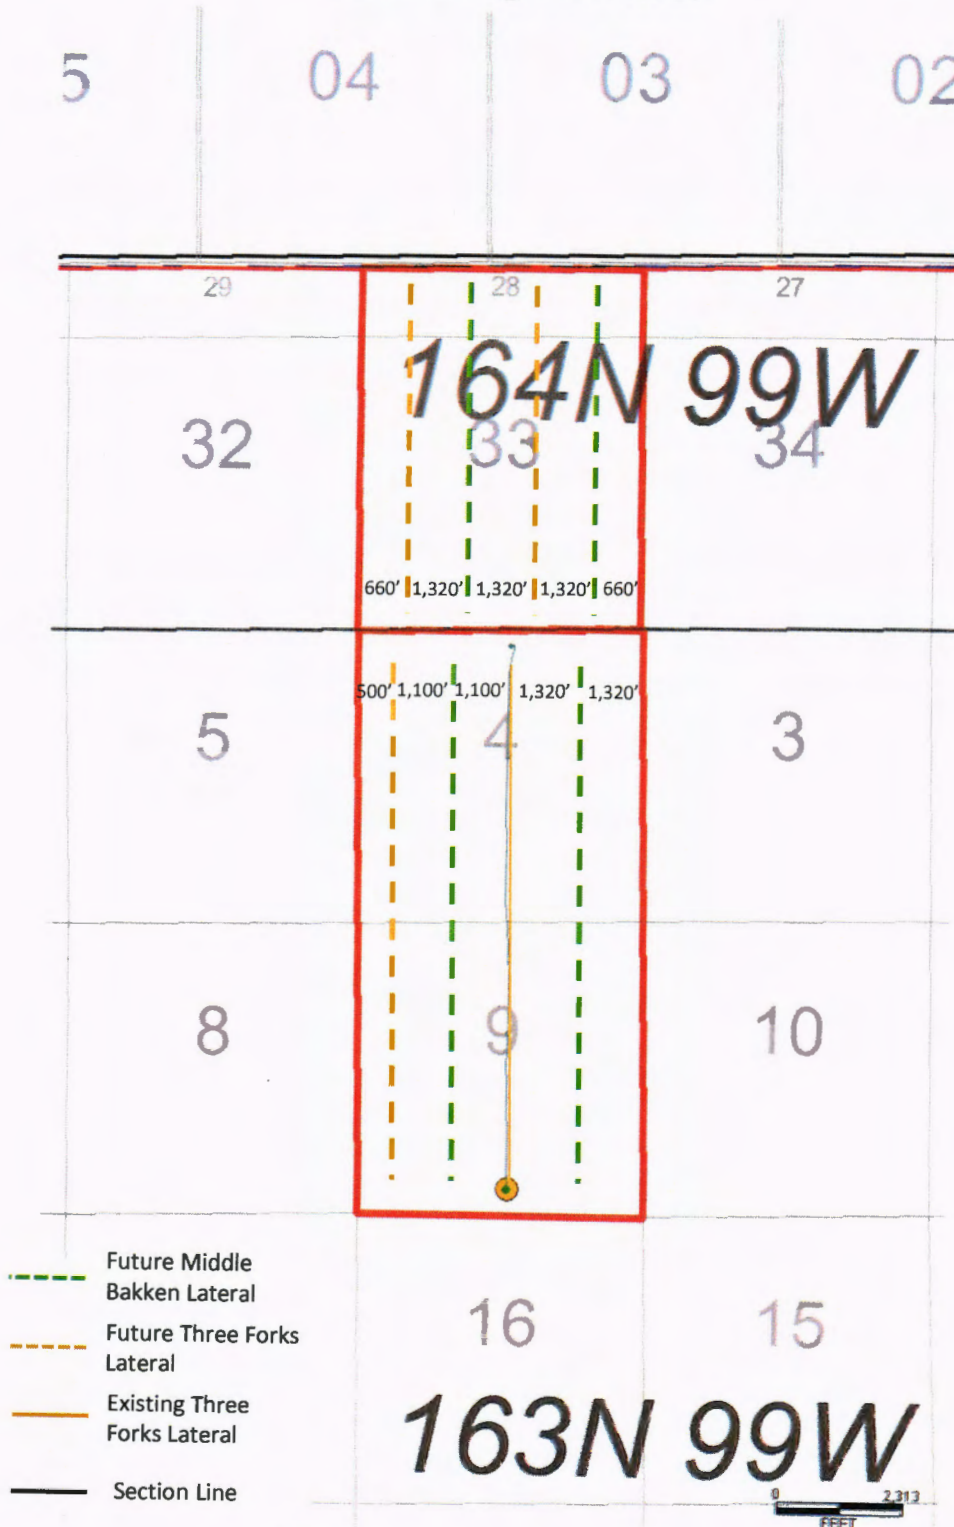 5 04 03 02
29 28 27
164N 99W
32 33 34
660' 1,320' 1,320' 1,320' 660'
500' 1,100' 1,100' 1,320' 1,320'
5 4 3
8 9 10
Future Middle
Bakken Lateral
16 15
Future Three Forks
Lateral
Existing Three
Forks Lateral
163N 99W
Section Line
0 2,313
FEET